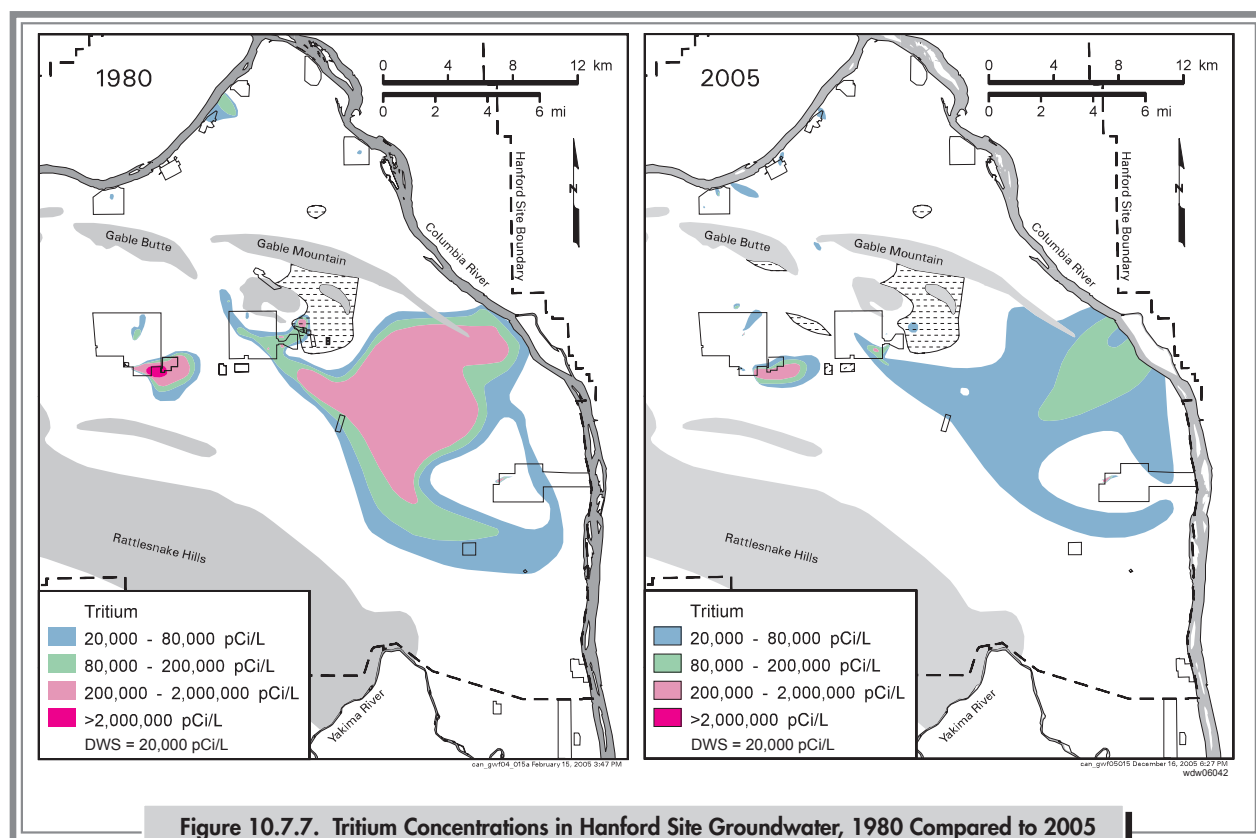 1980
0 4 8 12 km
0 2 4 6 mi
Hanford Site Boundary
N
Gable Butte
Gable Mountain
Columbia River
Rattlesnake Hills
Yakima River
Tritium
20,000 - 80,000 pCi/L
80,000 - 200,000 pCi/L
200,000 - 2,000,000 pCi/L
>2,000,000 pCi/L
DWS = 20,000 pCi/L
can_gwf04_015a February 15, 2005 3:47 PM
2005
0 4 8 12 km
0 2 4 6 mi
Hanford Site Boundary
N
Gable Butte
Gable Mountain
Columbia River
Rattlesnake Hills
Yakima River
Tritium
20,000 - 80,000 pCi/L
80,000 - 200,000 pCi/L
200,000 - 2,000,000 pCi/L
>2,000,000 pCi/L
DWS = 20,000 pCi/L
can_gwf05015 December 16, 2005 6:27 PM
wdw06042
Figure 10.7.7. Tritium Concentrations in Hanford Site Groundwater, 1980 Compared to 2005